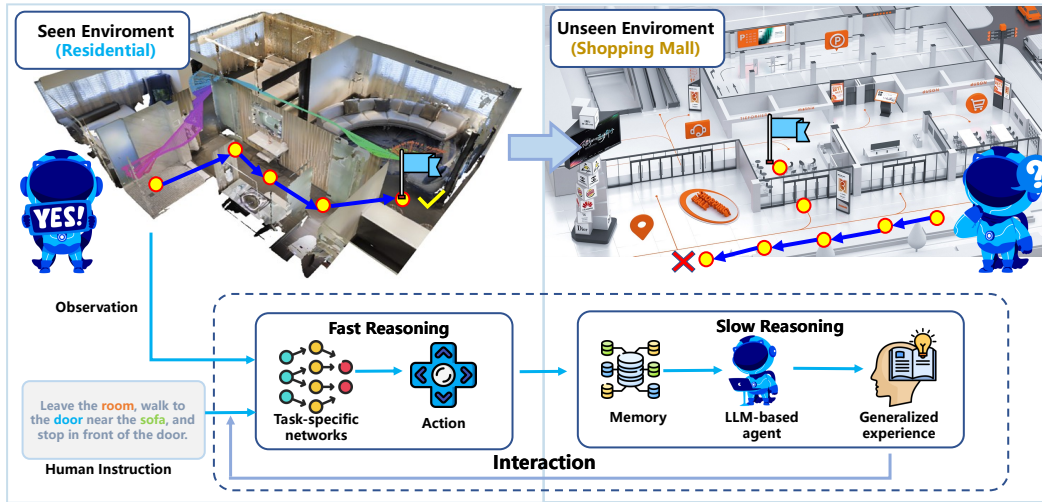 Seen Enviroment
(Residential)
Unseen Enviroment
(Shopping Mall)
YES!
?
Dior
Observation
Fast Reasoning
Slow Reasoning
Task-specific
networks
Action
Memory
LLM-based
agent
Generalized
experience
Leave the room, walk to
the door near the sofa, and
stop in front of the door.
Human Instruction
Interaction